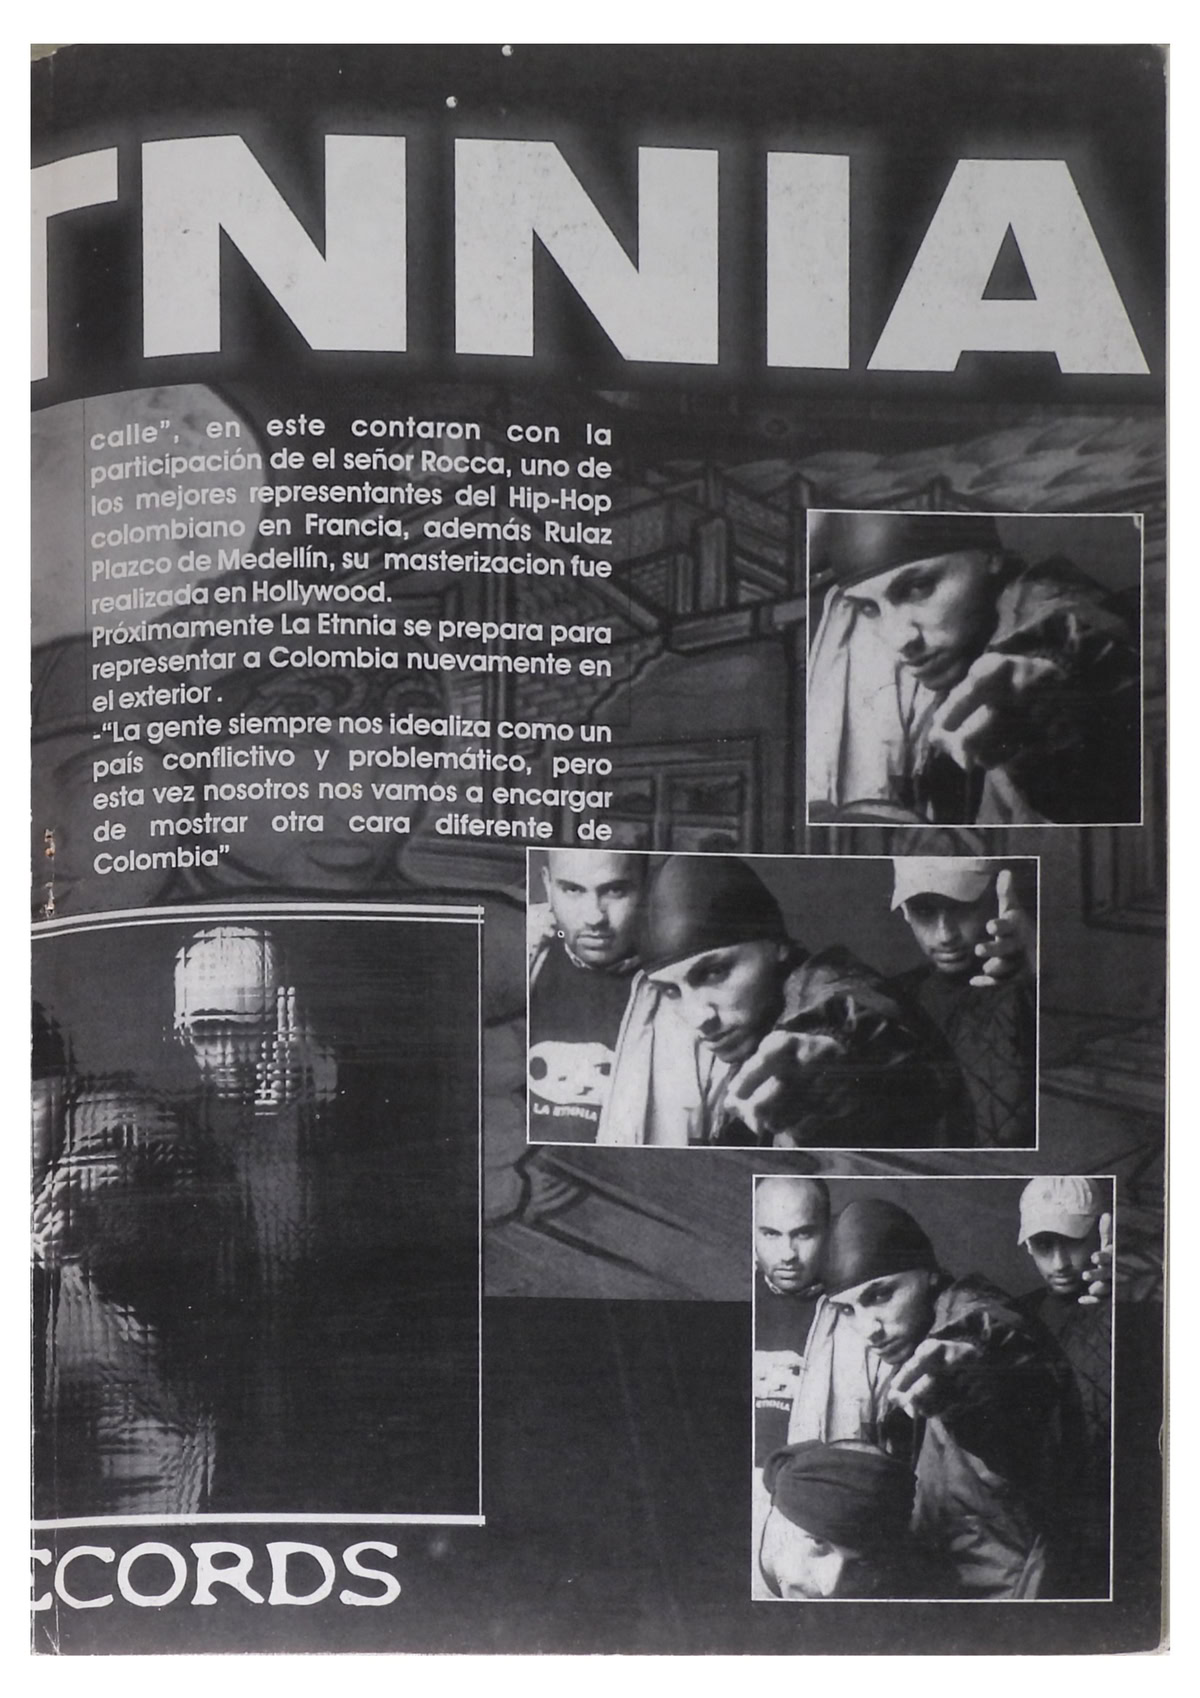 TNNIA
calle", en este contaron con la
participación de el señor Rocca, uno de
los mejores representantes del Hip-Hop
colombiano en Francia, además Rulaz
Plazco de Medellín, su masterizacion fue
realizada en Hollywood.
Próximamente La Etnnia se prepara para
representar a Colombia nuevamente en
el exterior.
-"La gente siempre nos idealiza como un
país conflictivo y problemático, pero
esta vez nosotros nos vamos a encargar
de mostrar otra cara diferente de
Colombia"
LA ETNNIA
ETNNIA
ECORDS